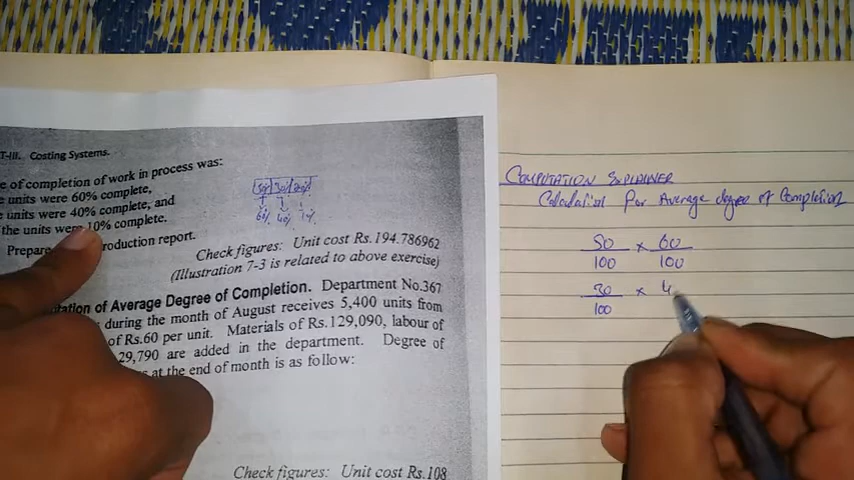 T-III. Costing Systems.
e of completion of work in process was:
e units were 60% complete,
e units were 40% complete, and
the units were 10% complete.
Prepare roduction report.
50% 30% 20%
60% 40% 10%
Check figures: Unit cost Rs.194.786962
(Illustration 7-3 is related to above exercise)
tation of Average Degree of Completion. Department No.367
during the month of August receives 5,400 units from
of Rs.60 per unit. Materials of Rs.129,090, labour of
29,790 are added in the department. Degree of
at the end of month is as follow:
Check figures: Unit cost Rs.108
COMPUTATION EXPLAINER
Calculation for Average degree of Completion
50/100 × 60/100
30/100 × 4